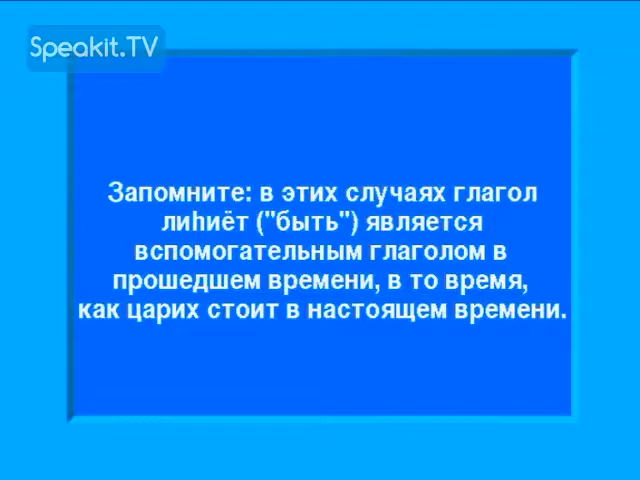 Speakit.TV
Запомните: в этих случаях глагол
лиhиёт ("быть") является
вспомогательным глаголом в
прошедшем времени, в то время,
как царих стоит в настоящем времени.